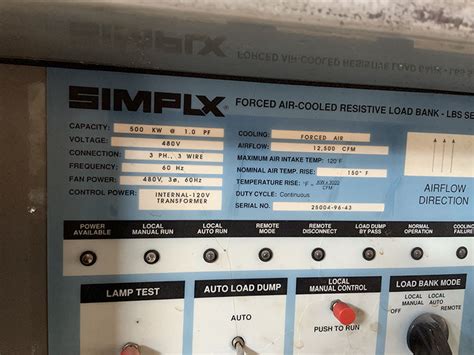 SIMPLX® FORCED AIR-COOLED RESISTIVE LOAD BANK - LBS SE
CAPACITY: 500 KW @ 1.0 PF
VOLTAGE: 480V
CONNECTION: 3 PH., 3 WIRE
FREQUENCY: 60 Hz
FAN POWER: 480V, 3ø, 60Hz
CONTROL POWER: INTERNAL-120V
TRANSFORMER
COOLING: FORCED AIR
AIRFLOW: 12,500 CFM
MAXIMUM AIR INTAKE TEMP: 120°F
NOMINAL AIR TEMP. RISE: 150° F
TEMPERATURE RISE: °F =
CFM
DUTY CYCLE: Continuous
SERIAL NO. 25004-96-43
AIRFLOW
DIRECTION
POWER
AVAILABLE
LOCAL
MANUAL RUN
LOCAL
AUTO RUN
REMOTE
MODE
REMOTE
DISCONNECT
LOAD DUMP
BY PASS
NORMAL
OPERATION
COOLING
FAILURE
LAMP TEST
AUTO LOAD DUMP
AUTO
LOCAL
MANUAL CONTROL
PUSH TO RUN
LOAD BANK MODE
LOCAL
MANUAL
LOCAL
AUTO
OFF
REMOTE